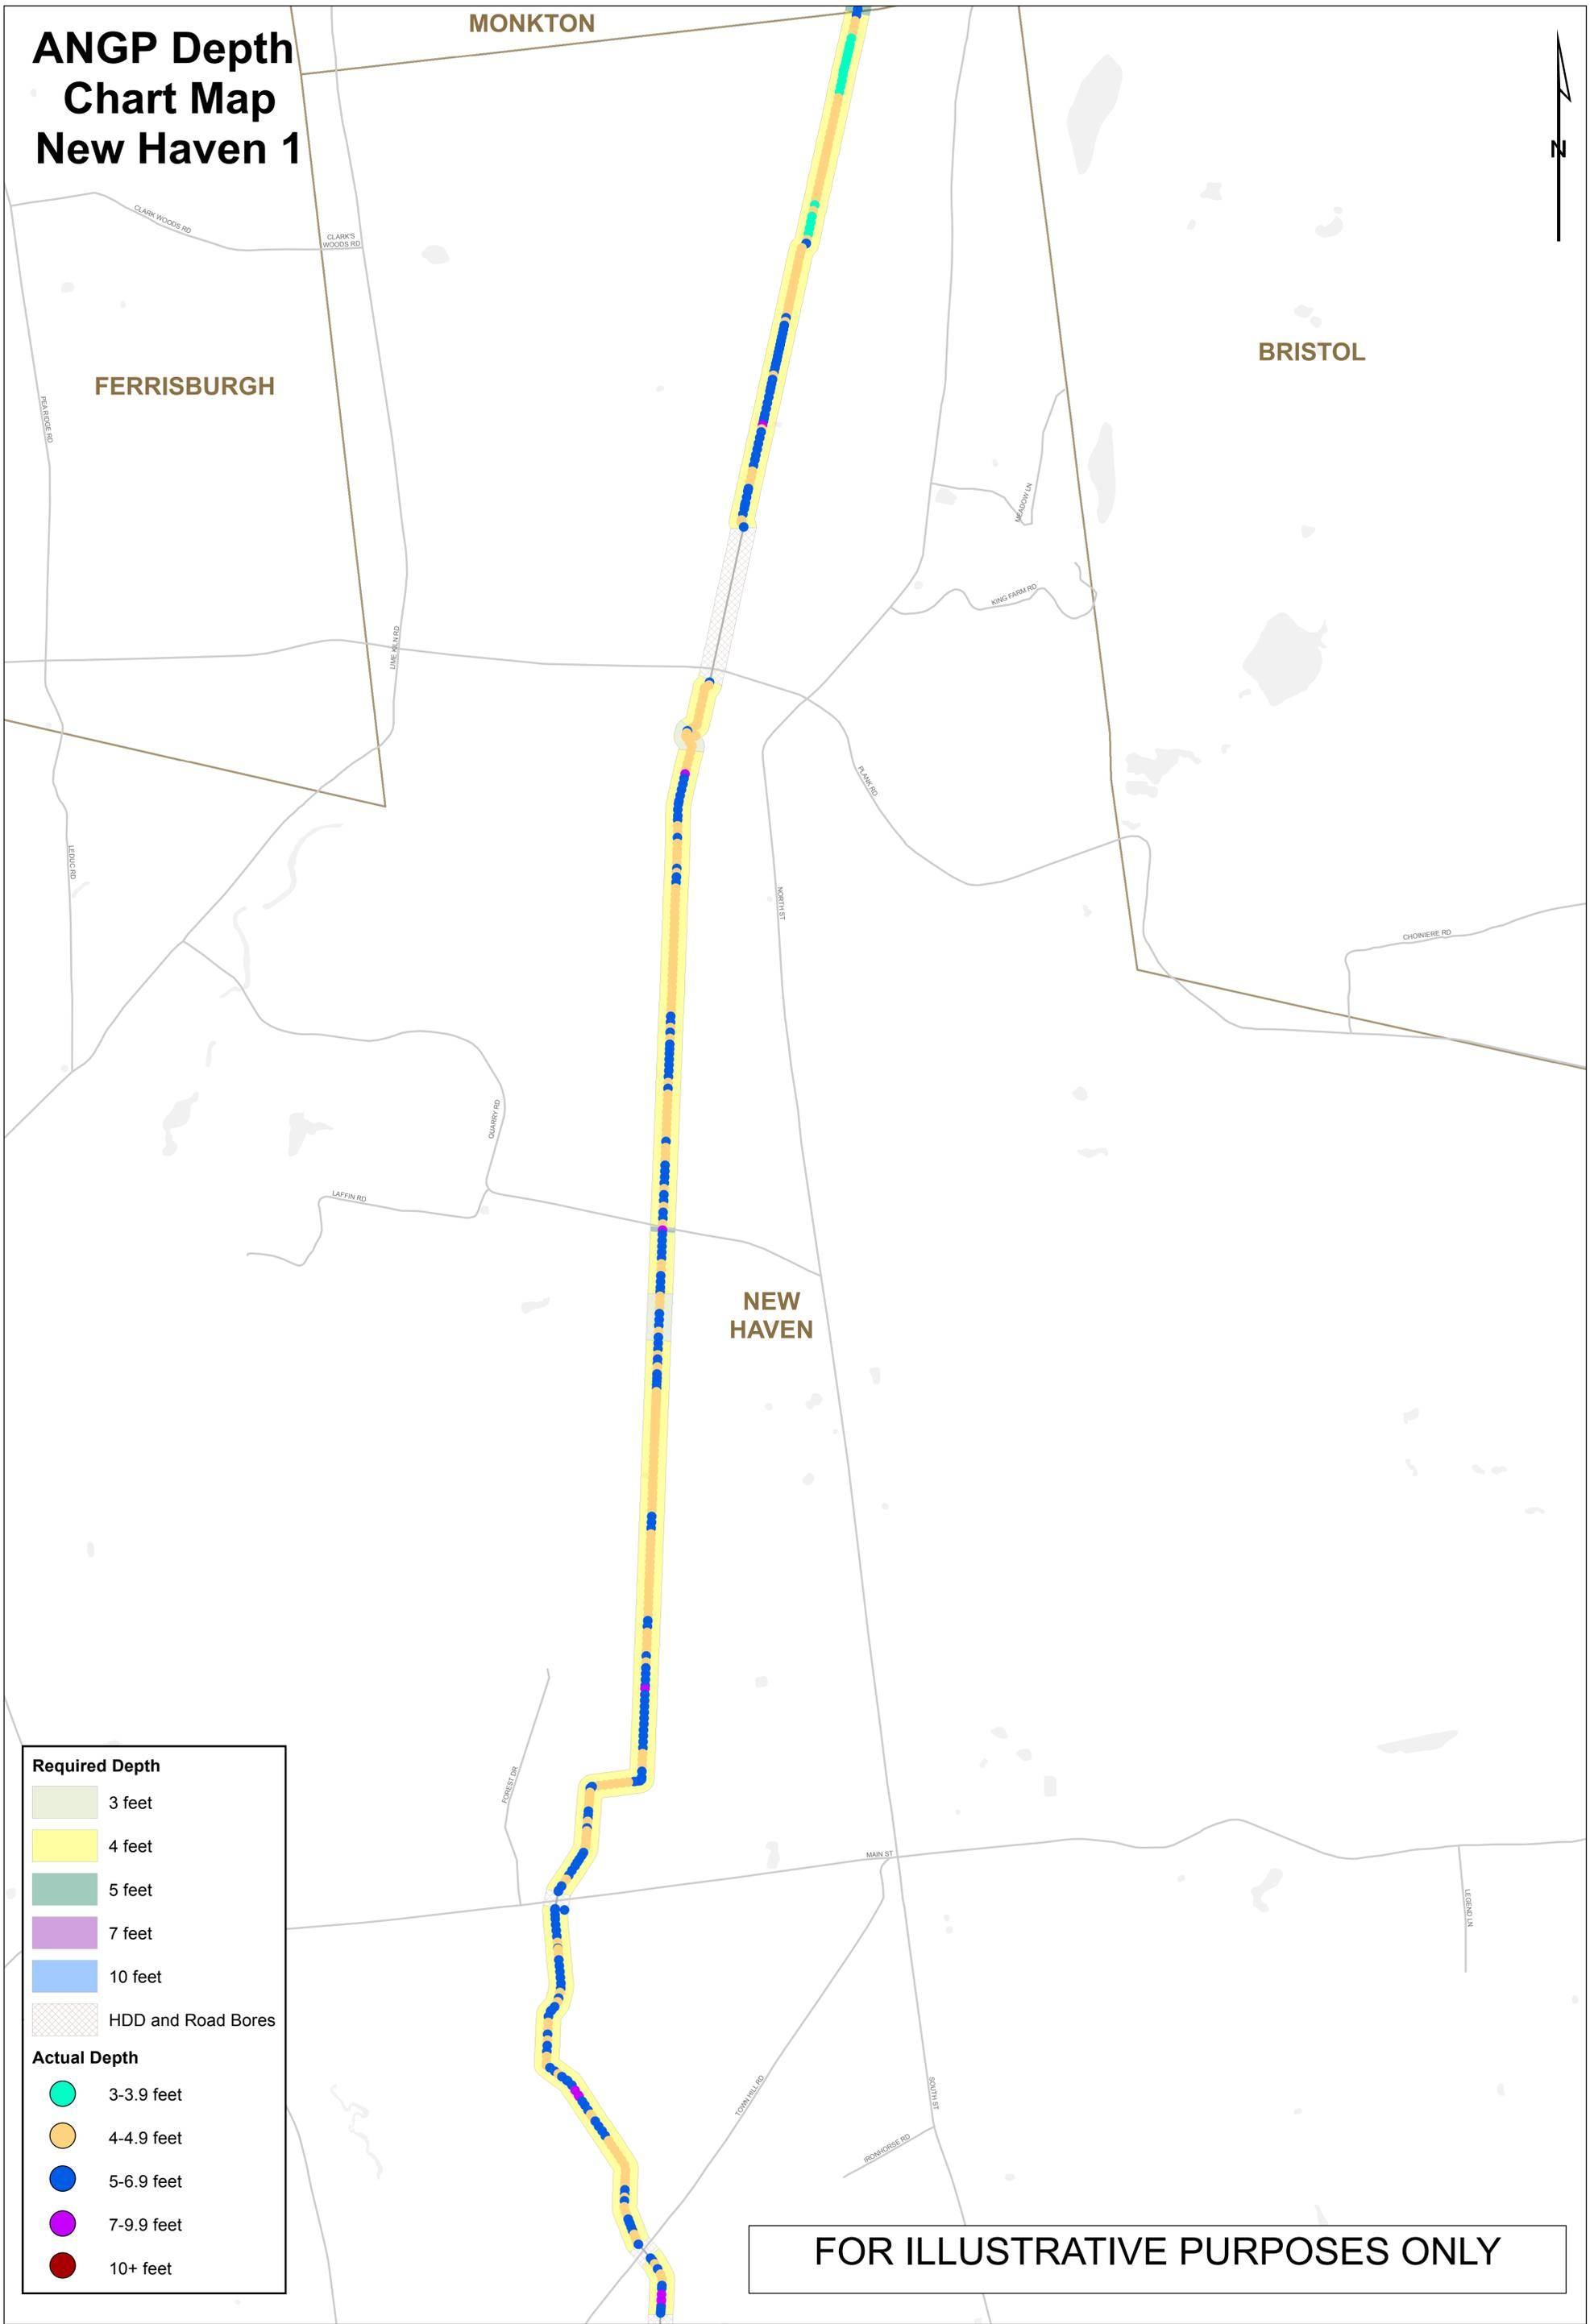 ANGP Depth
Chart Map
New Haven 1
MONKTON
N
CLARK WOODS RD
CLARK'S
WOODS RD
BRISTOL
FERRISBURGH
PEA RIDGE RD
MEADOW LN
KING FARM RD
LIME KILN RD
PLANK RD
LEDUC RD
NORTH ST
CHOINIERE RD
QUARRY RD
LAFFIN RD
NEW
HAVEN
FOREST DR
MAIN ST
LEGEND LN
TOWN HILL RD
SOUTH ST
IRONHORSE RD
Required Depth
3 feet
4 feet
5 feet
7 feet
10 feet
HDD and Road Bores
Actual Depth
3-3.9 feet
4-4.9 feet
5-6.9 feet
7-9.9 feet
10+ feet
FOR ILLUSTRATIVE PURPOSES ONLY